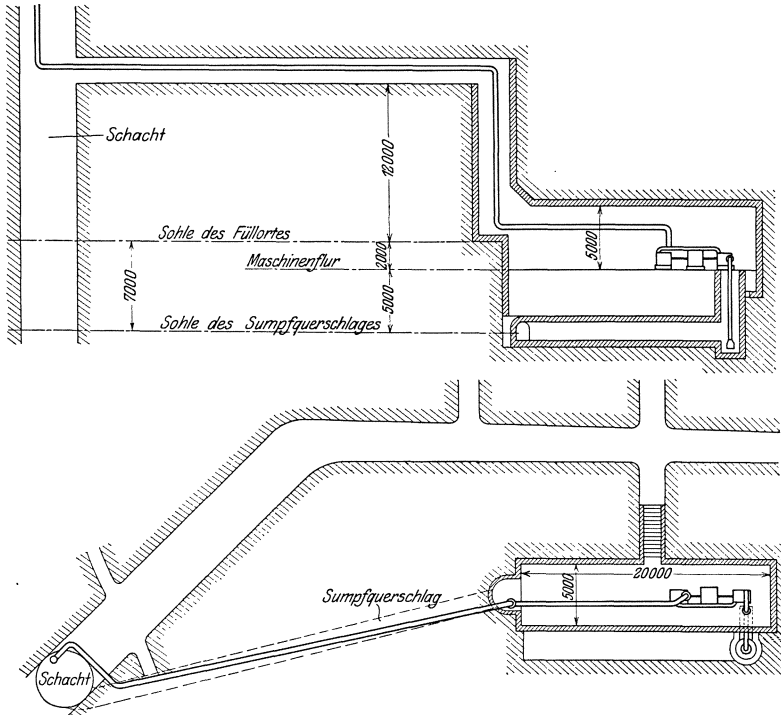 Schacht
12000
Sohle des Füllortes
2000
5000
Maschinenflur
7000
5000
Sohle des Sumpfquerschlages
20000
5000
Sumpfquerschlag
Schacht